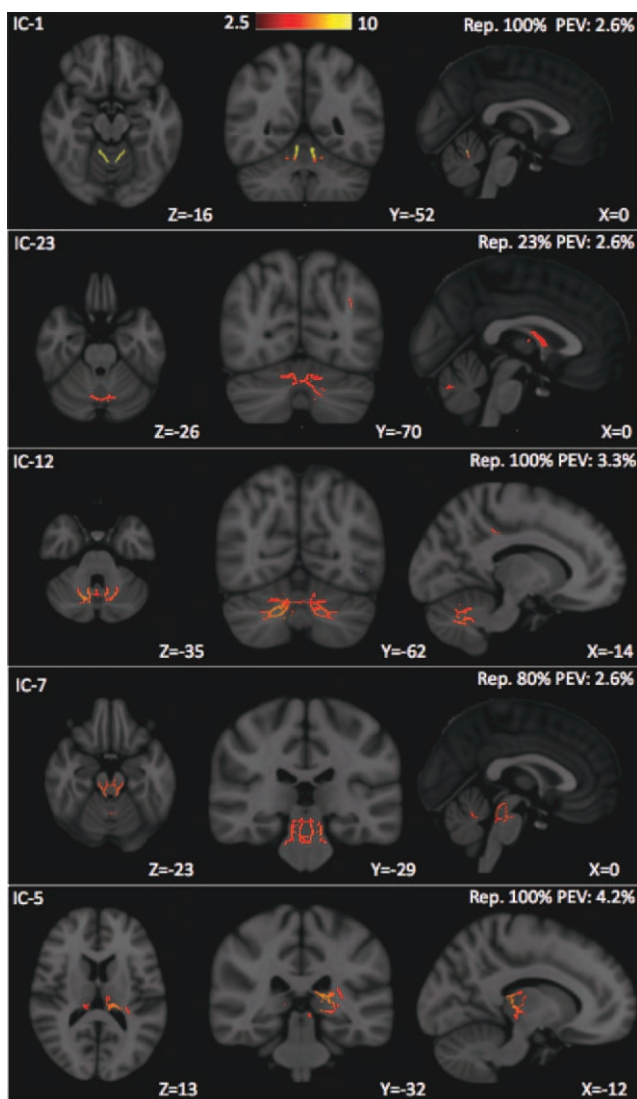 IC-1 2.5 10 Rep. 100% PEV: 2.6%
Z=-16 Y=-52 X=0
IC-23 Rep. 23% PEV: 2.6%
Z=-26 Y=-70 X=0
IC-12 Rep. 100% PEV: 3.3%
Z=-35 Y=-62 X=-14
IC-7 Rep. 80% PEV: 2.6%
Z=-23 Y=-29 X=0
IC-5 Rep. 100% PEV: 4.2%
Z=13 Y=-32 X=-12